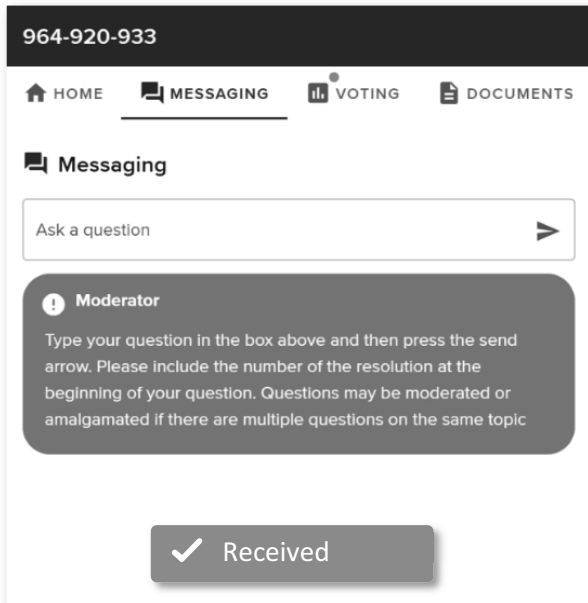 964-920-933
HOME MESSAGING VOTING DOCUMENTS
Messaging
Ask a question
Moderator
Type your question in the box above and then press the send
arrow. Please include the number of the resolution at the
beginning of your question. Questions may be moderated or
amalgamated if there are multiple questions on the same topic
Received